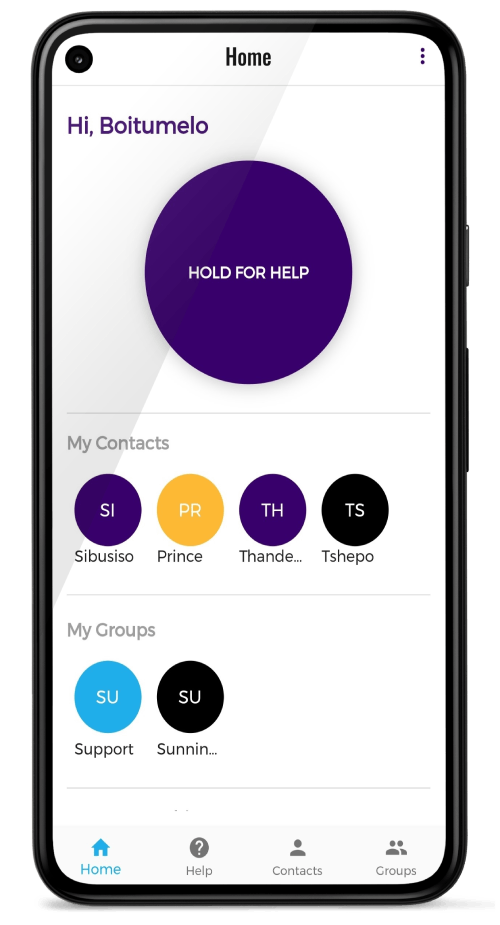 Home
Hi, Boitumelo
HOLD FOR HELP
My Contacts
SI PR TH TS
Sibusiso Prince Thande... Tshepo
My Groups
SU SU
Support Sunnin...
Home Help Contacts Groups